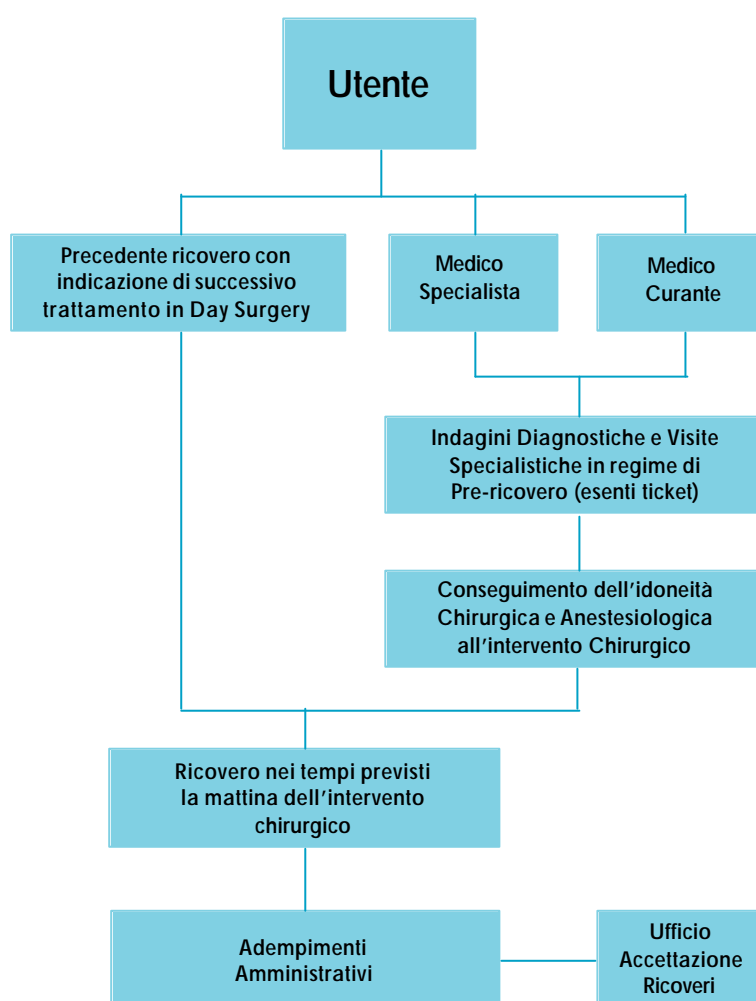 Utente
Precedente ricovero con
indicazione di successivo
trattamento in Day Surgery
Medico
Specialista
Medico
Curante
Indagini Diagnostiche e Visite
Specialistiche in regime di
Pre-ricovero (esenti ticket)
Conseguimento dell'idoneità
Chirurgica e Anestesiologica
all'intervento Chirurgico
Ricovero nei tempi previsti
la mattina dell'intervento
chirurgico
Adempimenti
Amministrativi
Ufficio
Accettazione
Ricoveri